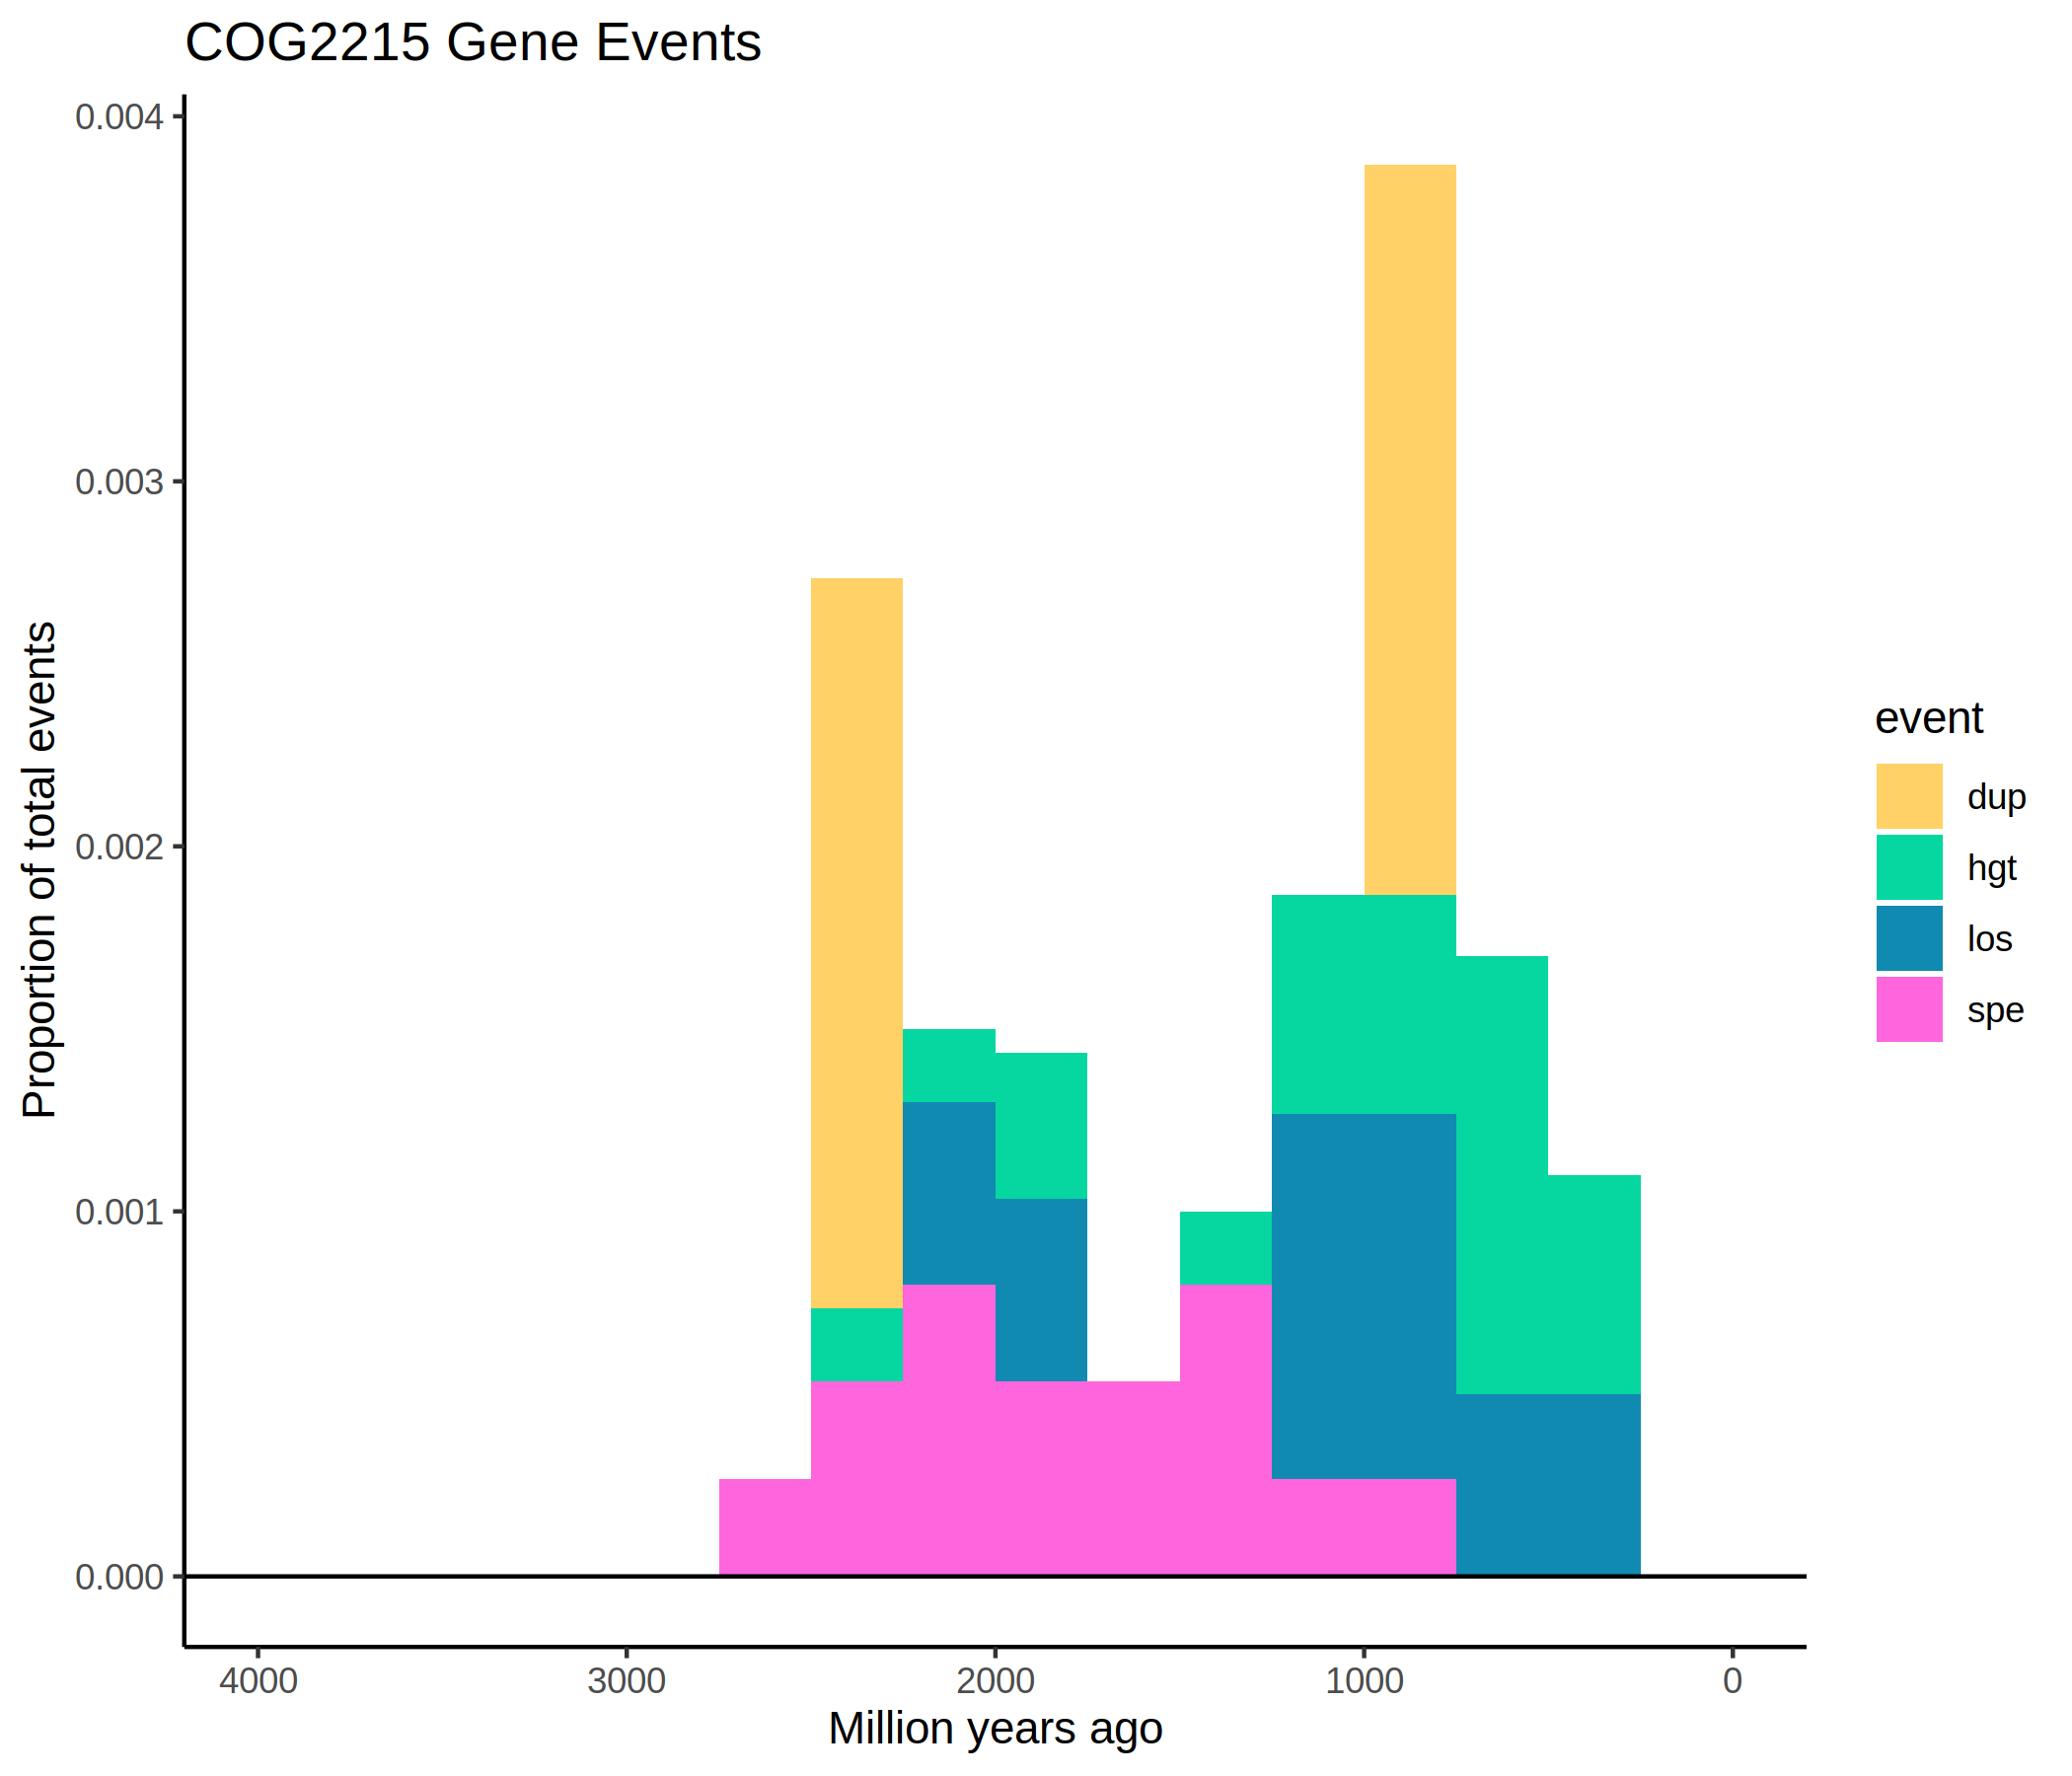 COG2215 Gene Events
0.004
0.003
0.002
0.001
0.000
Proportion of total events
4000 3000 2000 1000 0
Million years ago
event
dup
hgt
los
spe